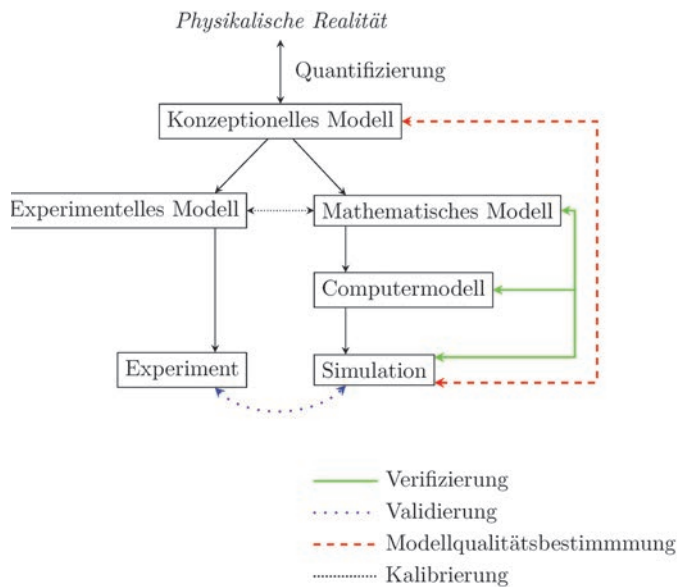 Physikalische Realität
Quantifizierung
Konzeptionelles Modell
Experimentelles Modell
Mathematisches Modell
Computermodell
Experiment
Simulation
Verifizierung
Validierung
Modellqualitätsbestimmmung
Kalibrierung